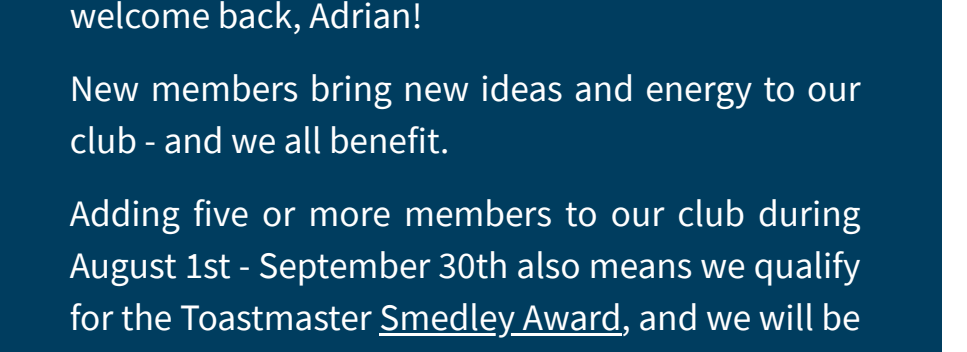 welcome back, Adrian!
New members bring new ideas and energy to our
club - and we all benefit.
Adding five or more members to our club during
August 1st - September 30th also means we qualify
for the Toastmaster Smedley Award, and we will be